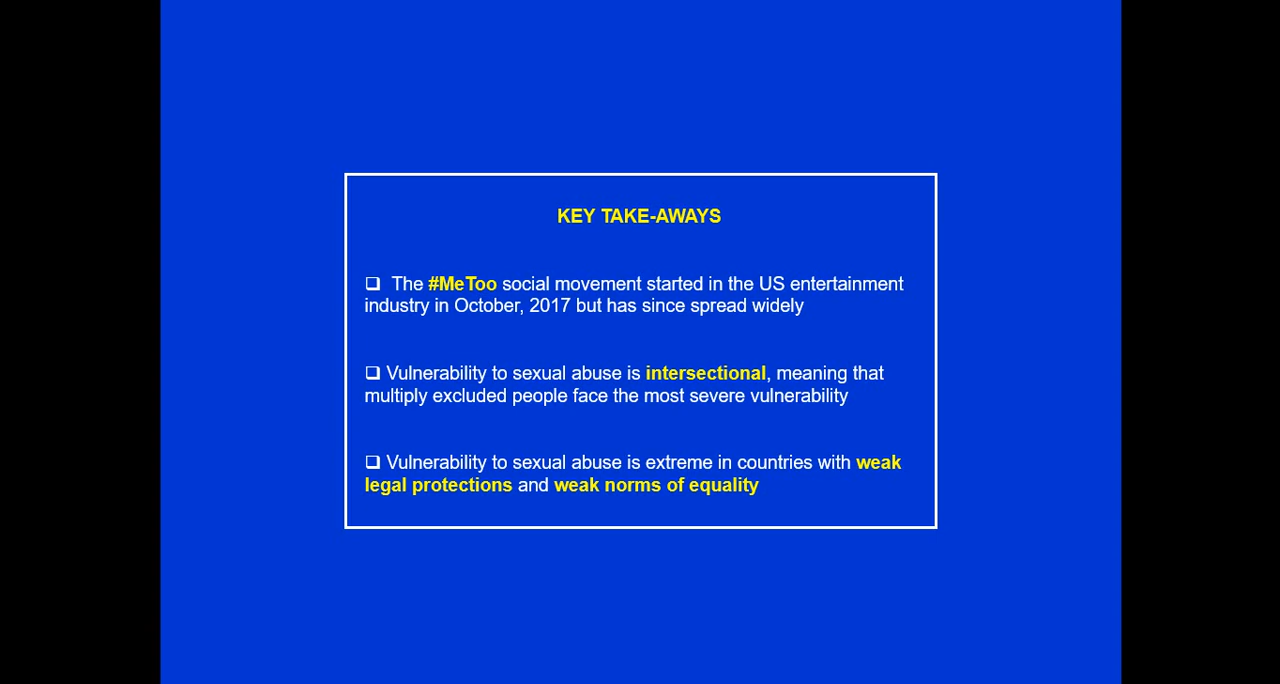 KEY TAKE-AWAYS
❑ The #MeToo social movement started in the US entertainment
industry in October, 2017 but has since spread widely
❑ Vulnerability to sexual abuse is intersectional, meaning that
multiply excluded people face the most severe vulnerability
❑ Vulnerability to sexual abuse is extreme in countries with weak
legal protections and weak norms of equality